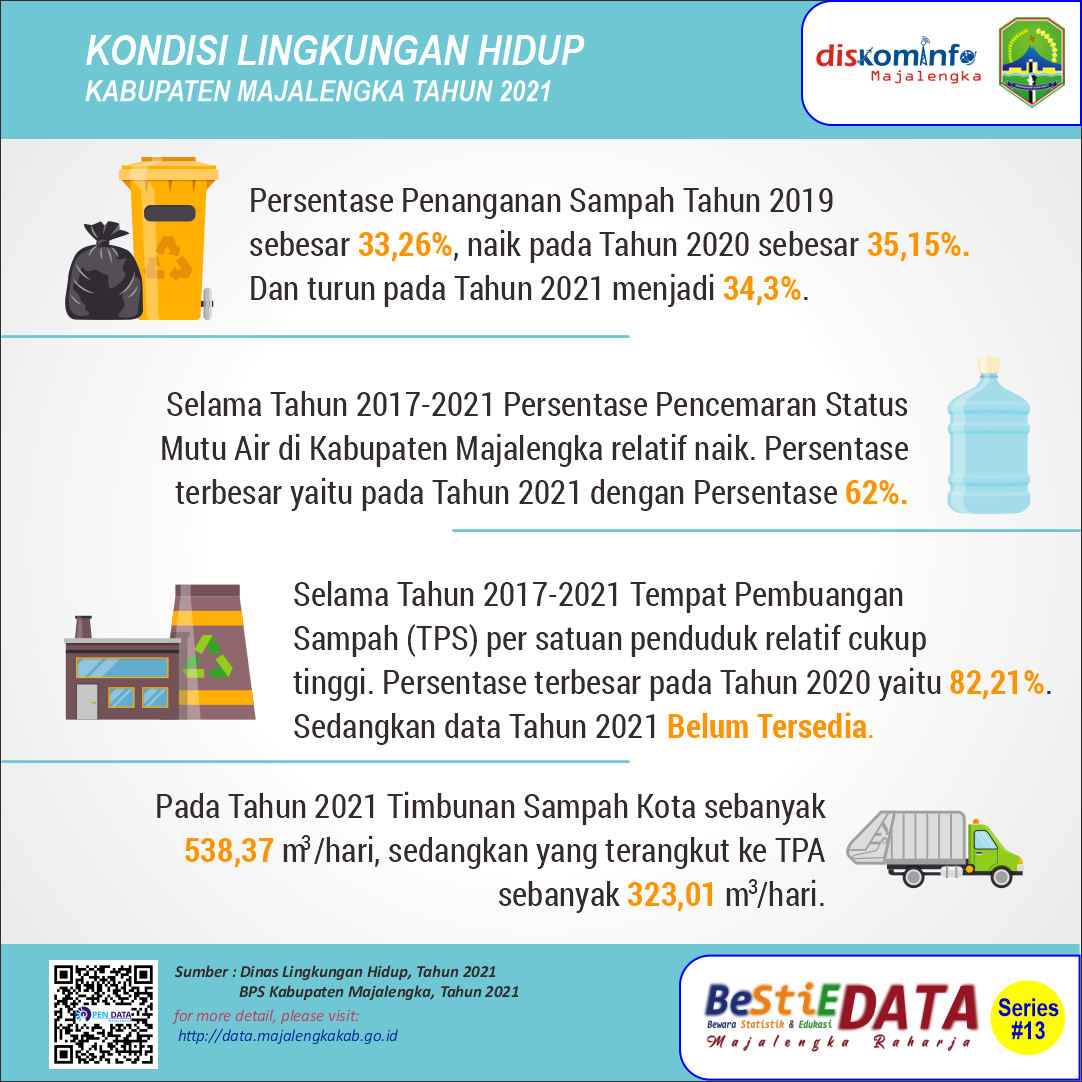 KONDISI LINGKUNGAN HIDUP
KABUPATEN MAJALENGKA TAHUN 2021
diskominfo
Majalengka
Persentase Penanganan Sampah Tahun 2019
sebesar 33,26%, naik pada Tahun 2020 sebesar 35,15%.
Dan turun pada Tahun 2021 menjadi 34,3%.
Selama Tahun 2017-2021 Persentase Pencemaran Status
Mutu Air di Kabupaten Majalengka relatif naik. Persentase
terbesar yaitu pada Tahun 2021 dengan Persentase 62%.
Selama Tahun 2017-2021 Tempat Pembuangan
Sampah (TPS) per satuan penduduk relatif cukup
tinggi. Persentase terbesar pada Tahun 2020 yaitu 82,21%.
Sedangkan data Tahun 2021 Belum Tersedia.
Pada Tahun 2021 Timbunan Sampah Kota sebanyak
538,37 m³/hari, sedangkan yang terangkut ke TPA
sebanyak 323,01 m³/hari.
OPEN DATA
Sumber : Dinas Lingkungan Hidup, Tahun 2021
BPS Kabupaten Majalengka, Tahun 2021
for more detail, please visit:
http://data.majalengkakab.go.id
BeStiE DATA
Bewara Statistik & Edukasi
Majalengka Raharja
Series
#13